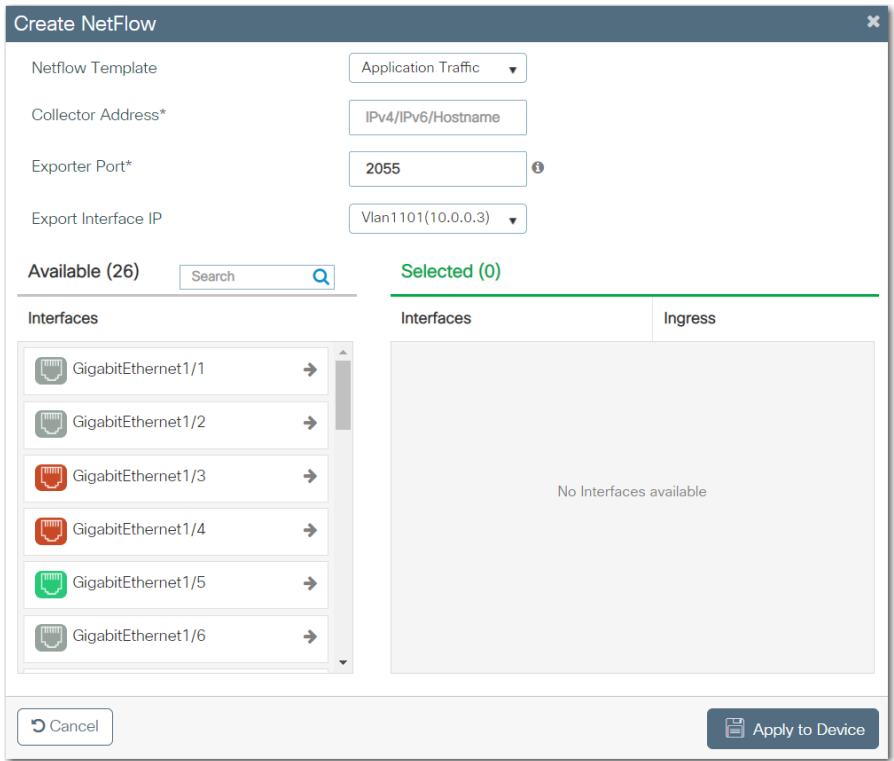 Create NetFlow
Netflow Template
Application Traffic
Collector Address*
IPv4/IPv6/Hostname
Exporter Port*
2055
Export Interface IP
Vlan1101(10.0.0.3)
Available (26)
Search
Selected (0)
Interfaces
Interfaces
Ingress
GigabitEthernet1/1
GigabitEthernet1/2
GigabitEthernet1/3
GigabitEthernet1/4
GigabitEthernet1/5
GigabitEthernet1/6
No Interfaces available
Cancel
Apply to Device